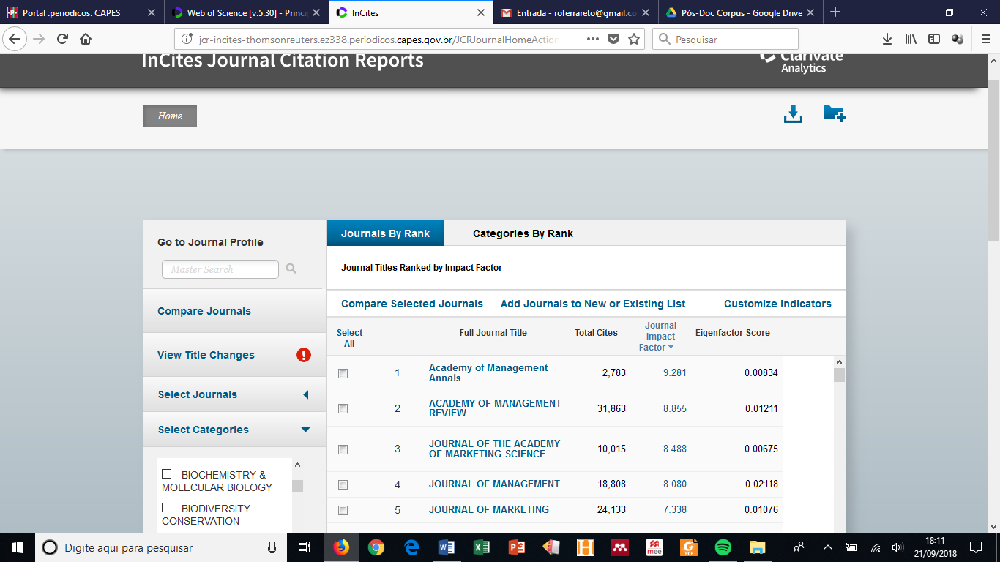 Portal .periodicos. CAPES
Web of Science [v.5.30] - Princi
InCites
Entrada - roferrareto@gmail.co
Pós-Doc Corpus - Google Drive
jcr-incites-thomsonreuters.ez338.periodicos.capes.gov.br/JCRJournalHomeAction
Pesquisar
InCites Journal Citation Reports
Clarivate
Analytics
Home
Go to Journal Profile
Master Search
Compare Journals
View Title Changes
Select Journals
Select Categories
BIOCHEMISTRY &
MOLECULAR BIOLOGY
BIODIVERSITY
CONSERVATION
Journals By Rank
Categories By Rank
Journal Titles Ranked by Impact Factor
Compare Selected Journals
Add Journals to New or Existing List
Customize Indicators
Select
All
Full Journal Title
Total Cites
Journal
Impact
Factor
Eigenfactor Score
1 Academy of Management
Annals 2,783 9.281 0.00834
2 ACADEMY OF MANAGEMENT
REVIEW 31,863 8.855 0.01211
3 JOURNAL OF THE ACADEMY
OF MARKETING SCIENCE 10,015 8.488 0.00675
4 JOURNAL OF MANAGEMENT 18,808 8.080 0.02118
5 JOURNAL OF MARKETING 24,133 7.338 0.01076
Digite aqui para pesquisar
mee
PDF
18:11
21/09/2018